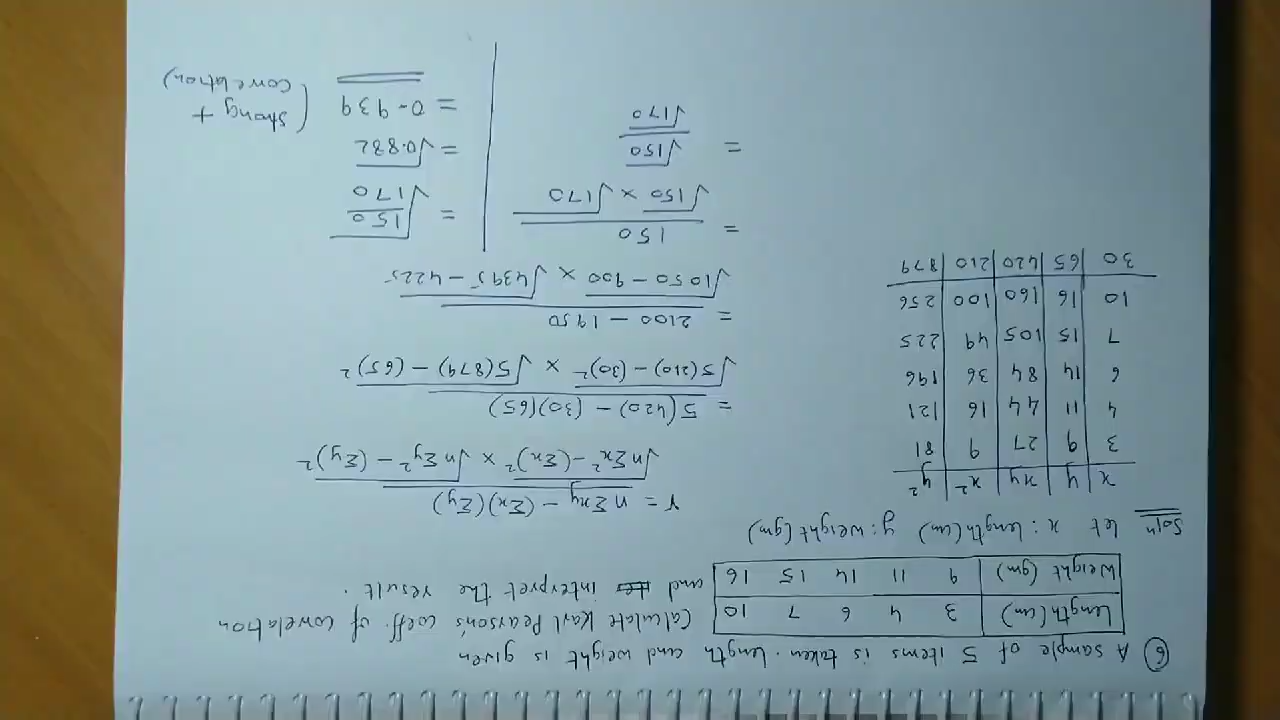 ⑥ A sample of 5 items is taken. Length and weight is given
Length (cm) 3 4 6 7 10
Weight (gm) 9 11 14 15 16
Calculate Karl Pearson's coeff. of correlation
and interpret the result.
Soln let x: length (cm) y: weight (gm)
x y xy x² y²
3 9 27 9 81
4 11 44 16 121
6 14 84 36 196
7 15 105 49 225
10 16 160 100 256
30 65 420 210 879
r = nΣxy - (Σx)(Σy)
√nΣx² - (Σx)² × √nΣy² - (Σy)²
= 5(420) - (30)(65)
√5(210) - (30)² × √5(879) - (65)²
= 2100 - 1950
√1050 - 900 × √4395 - 4225
= 150
√150 × √170
= √150
√170
= √150
170
= √0.882
= 0.939
(strong +
correlation)